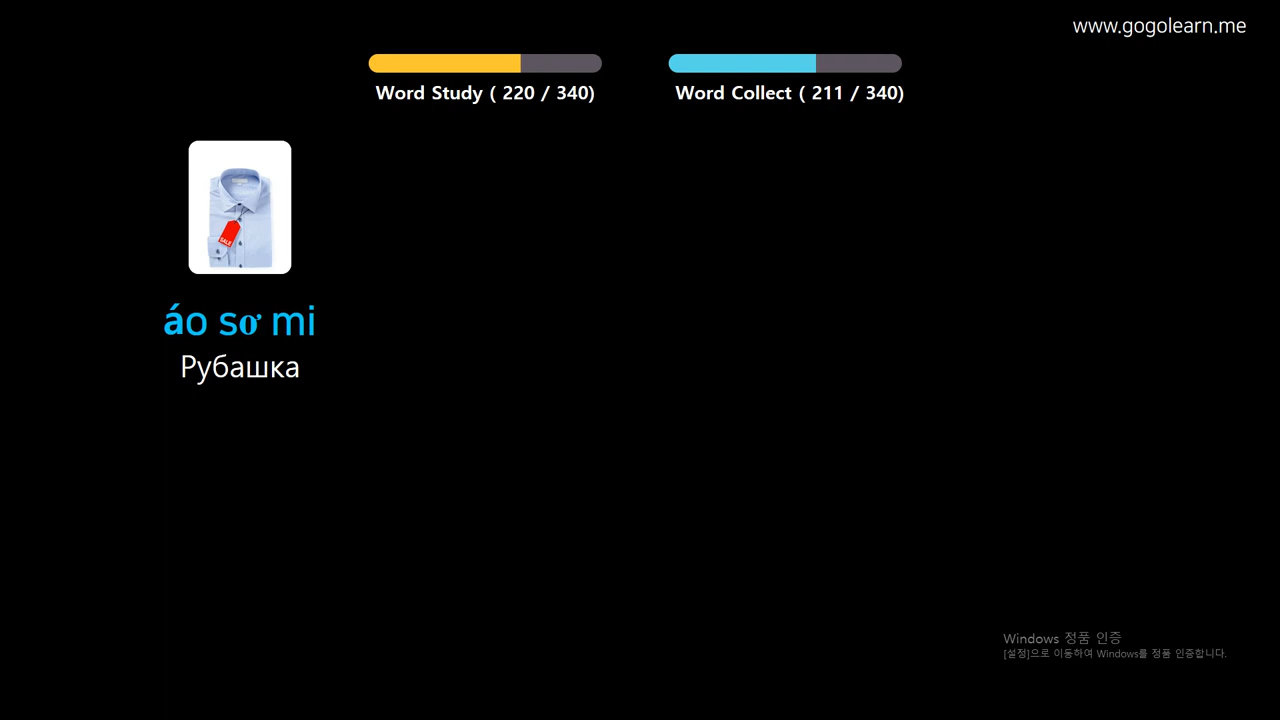 www.gogolearn.me
Word Study ( 220 / 340)
Word Collect ( 211 / 340)
SALE
áo sơ mi
Рубашка
Windows 정품 인증
[설정]으로 이동하여 Windows를 정품 인증합니다.